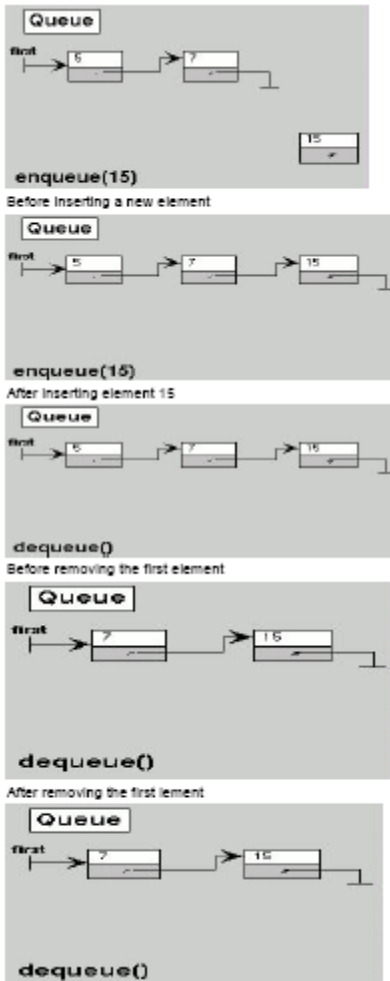 Queue
first
5 7
15
enqueue(15)
Before inserting a new element
Queue
first
5 7 15
enqueue(15)
After inserting element 15
Queue
first
5 7 15
dequeue()
Before removing the first element
Queue
first
7 15
dequeue()
After removing the first lement
Queue
first
7 15
dequeue()